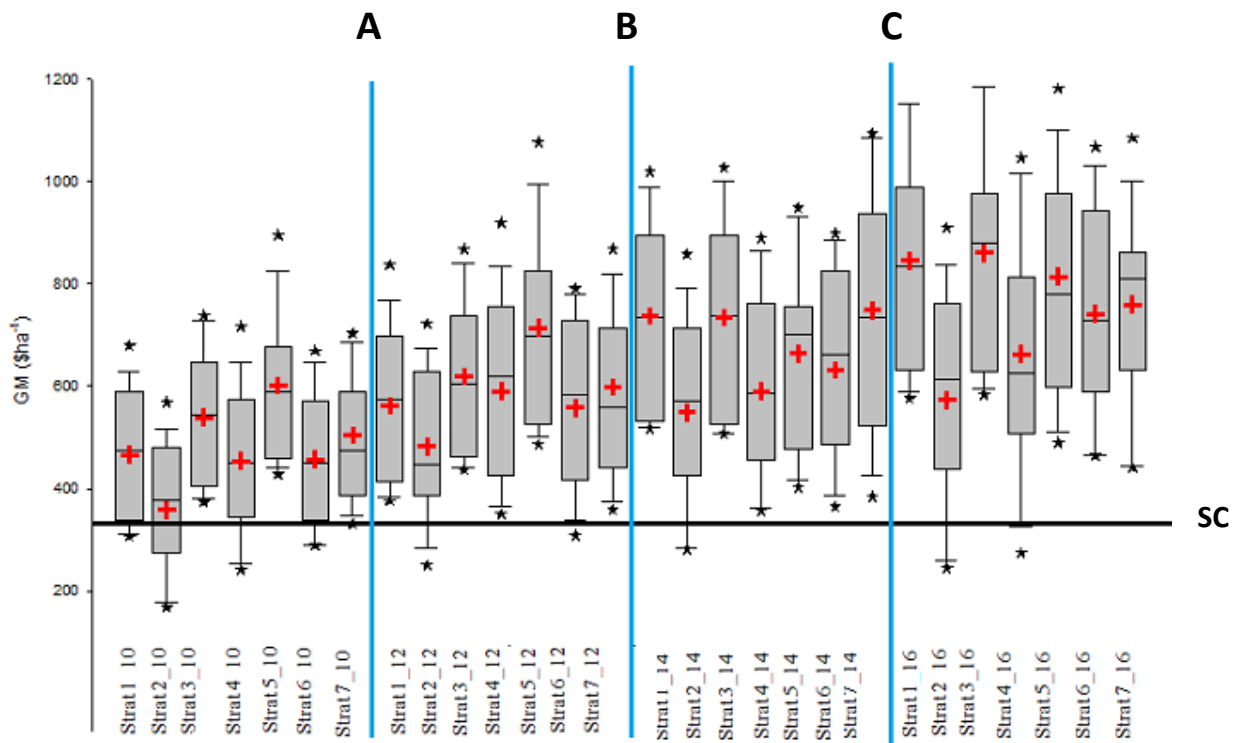 A B C
1200
1000
800
600
400
200
GM ($ha⁻¹)
SC
Strat1_10
Strat2_10
Strat3_10
Strat4_10
Strat5_10
Strat6_10
Strat7_10
Strat1_12
Strat2_12
Strat3_12
Strat4_12
Strat5_12
Strat6_12
Strat7_12
Strat1_14
Strat2_14
Strat3_14
Strat4_14
Strat5_14
Strat6_14
Strat7_14
Strat1_16
Strat2_16
Strat3_16
Strat4_16
Strat5_16
Strat6_16
Strat7_16